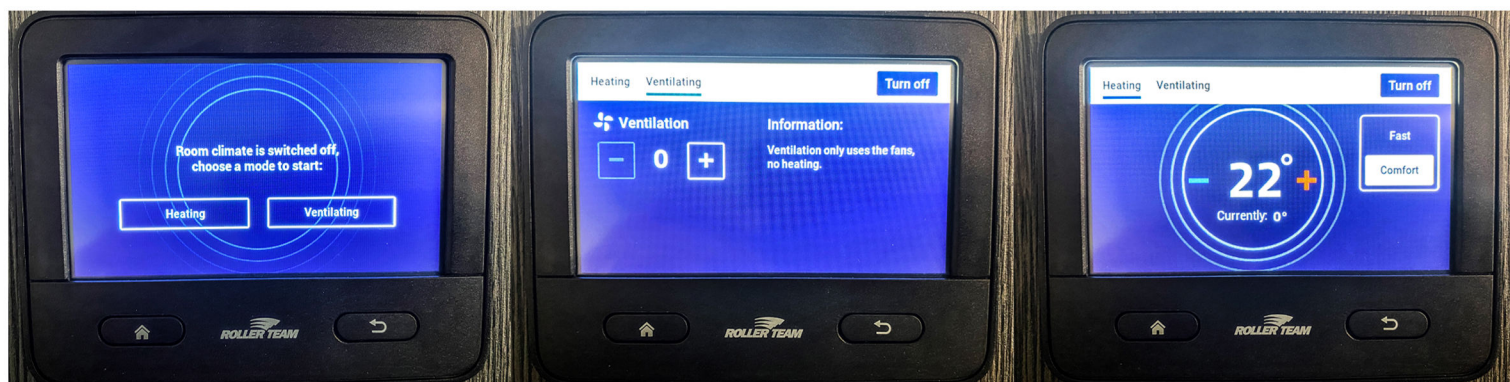 Room climate is switched off,
choose a mode to start:
Heating Ventilating
ROLLER TEAM
Heating Ventilating Turn off
Ventilation
− 0 +
Information:
Ventilation only uses the fans,
no heating.
ROLLER TEAM
Heating Ventilating Turn off
− 22° +
Currently: 0°
Fast
Comfort
ROLLER TEAM